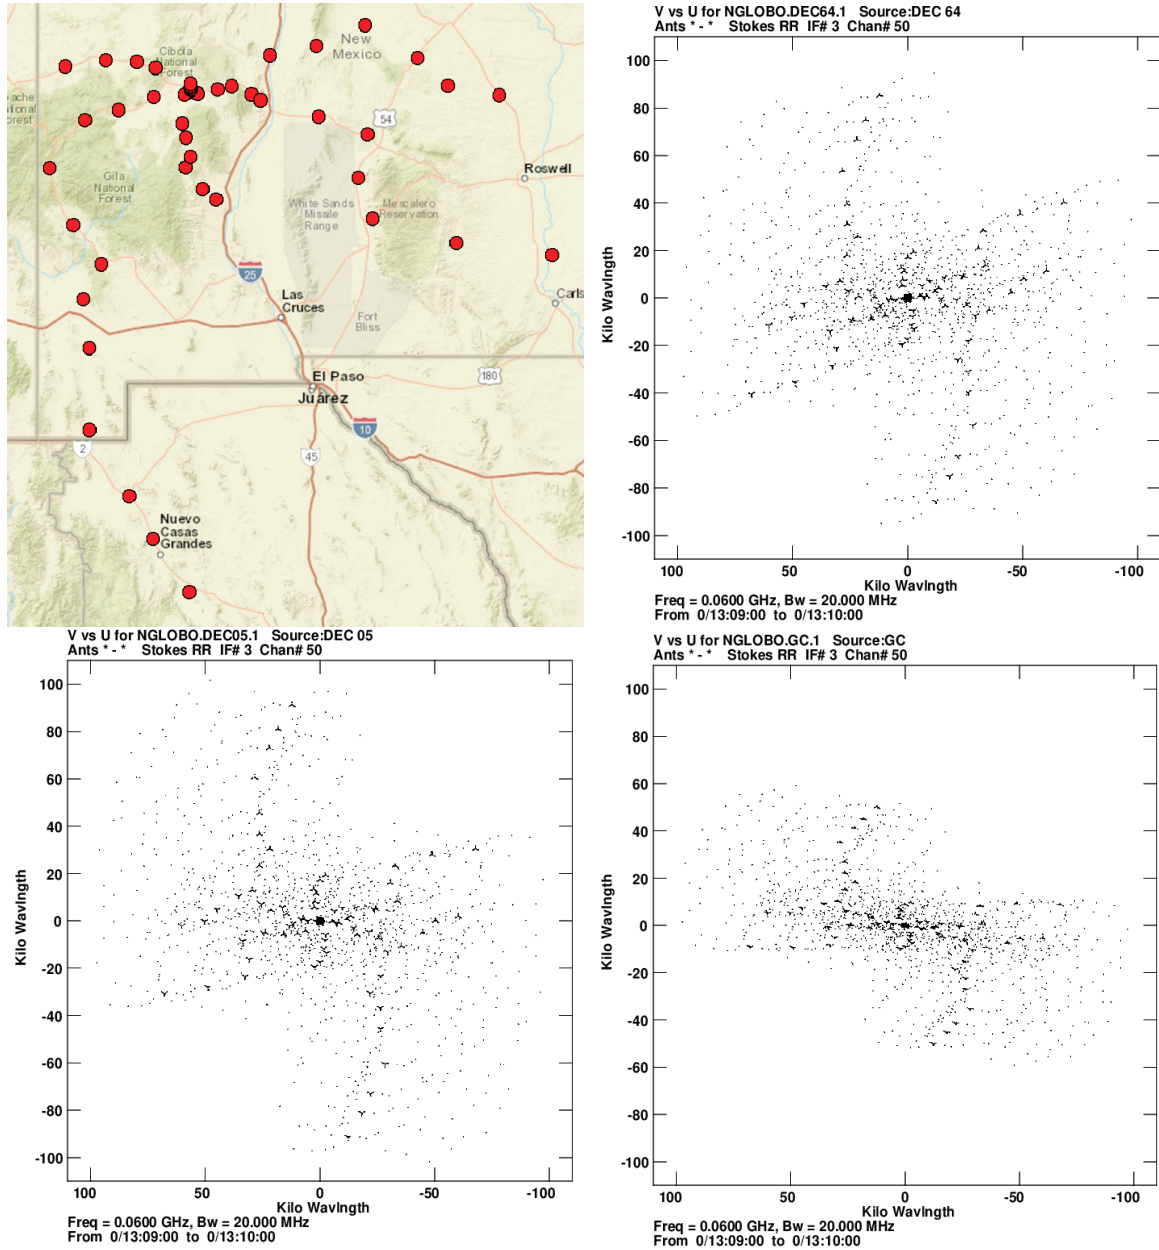 New
Mexico
Cibola
National
Forest
ache
tional
orest
54
Roswell
Gila
National
Forest
White Sands
Missile
Range
Mescalero
Reservation
25
Las
Cruces
Carls
Fort
Bliss
El Paso
Juárez
180
10
2
45
Nuevo
Casas
Grandes
V vs U for NGLOBO.DEC64.1 Source:DEC 64
Ants * - * Stokes RR IF# 3 Chan# 50
100
80
60
40
20
0
-20
-40
-60
-80
-100
Kilo Wavlngth
100 50 0 -50 -100
Kilo Wavlngth
Freq = 0.0600 GHz, Bw = 20.000 MHz
From 0/13:09:00 to 0/13:10:00
V vs U for NGLOBO.DEC05.1 Source:DEC 05
Ants * - * Stokes RR IF# 3 Chan# 50
100
80
60
40
20
0
-20
-40
-60
-80
-100
Kilo Wavlngth
100 50 0 -50 -100
Kilo Wavlngth
Freq = 0.0600 GHz, Bw = 20.000 MHz
From 0/13:09:00 to 0/13:10:00
V vs U for NGLOBO.GC.1 Source:GC
Ants * - * Stokes RR IF# 3 Chan# 50
100
80
60
40
20
0
-20
-40
-60
-80
-100
Kilo Wavlngth
100 50 0 -50 -100
Kilo Wavlngth
Freq = 0.0600 GHz, Bw = 20.000 MHz
From 0/13:09:00 to 0/13:10:00